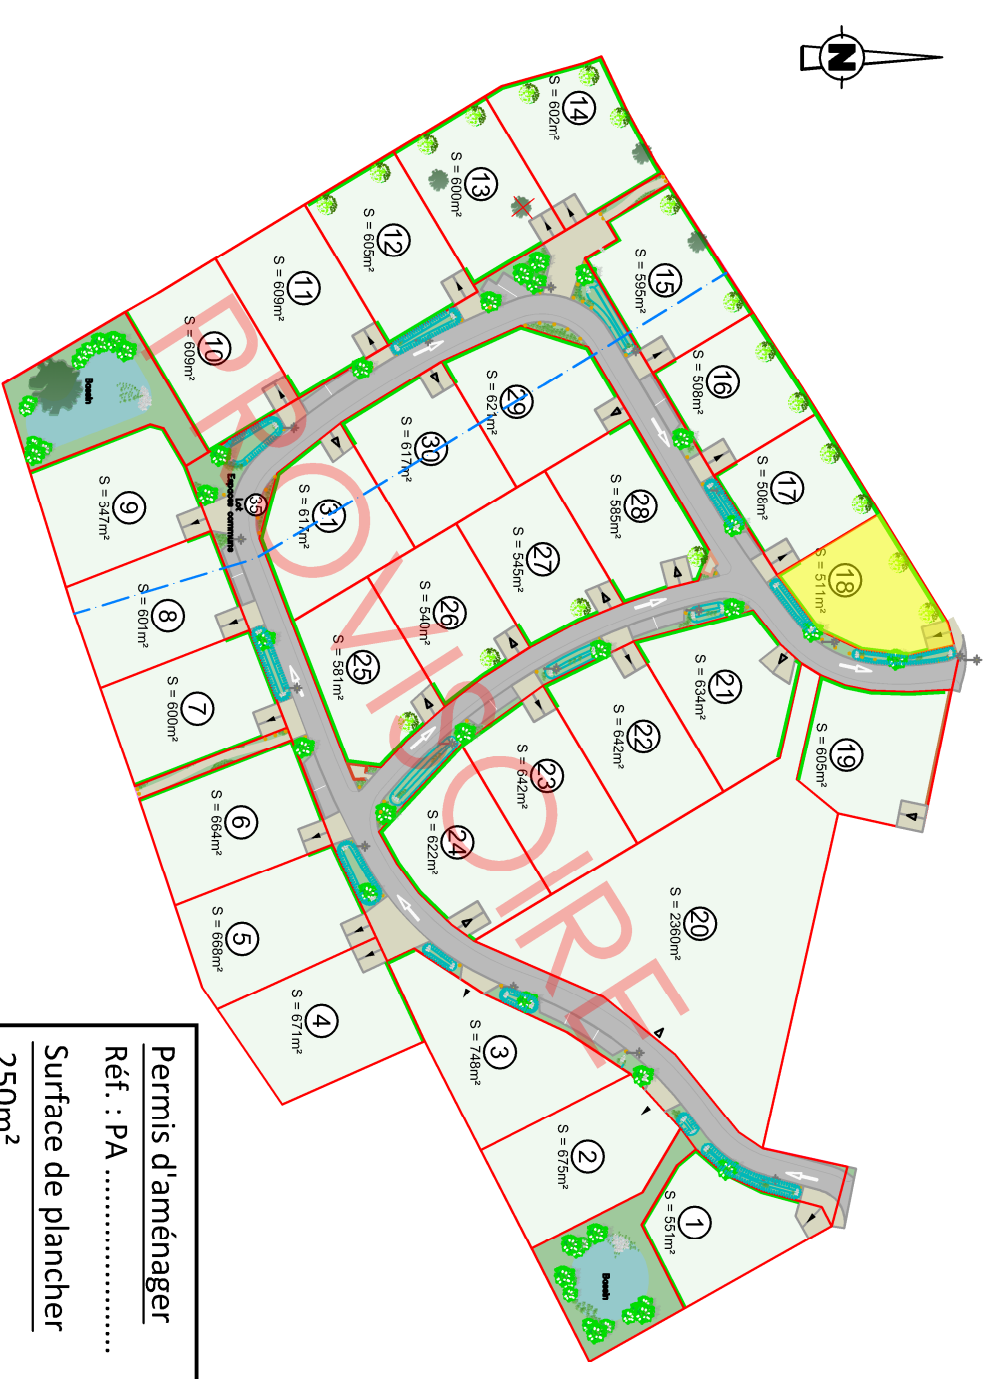 N
14
S = 602m²
13
S = 600m²
12
S = 605m²
11
S = 609m²
10
S = 609m²
15
S = 595m²
16
S = 508m²
17
S = 508m²
18
S = 511m²
19
S = 605m²
20
S = 2360m²
21
S = 634m²
22
S = 642m²
23
S = 642m²
24
S = 622m²
25
S = 581m²
26
S = 540m²
27
S = 545m²
28
S = 585m²
29
S = 621m²
30
S = 617m²
31
S = 617m²
35
Lot
Espaces commune
Bassin
9
S = 547m²
8
S = 601m²
7
S = 600m²
6
S = 664m²
5
S = 668m²
4
S = 671m²
3
S = 748m²
2
S = 675m²
1
S = 551m²
Bassin
PROVISOIRE
Permis d'aménager
Réf. : PA ........................
Surface de plancher
250m²